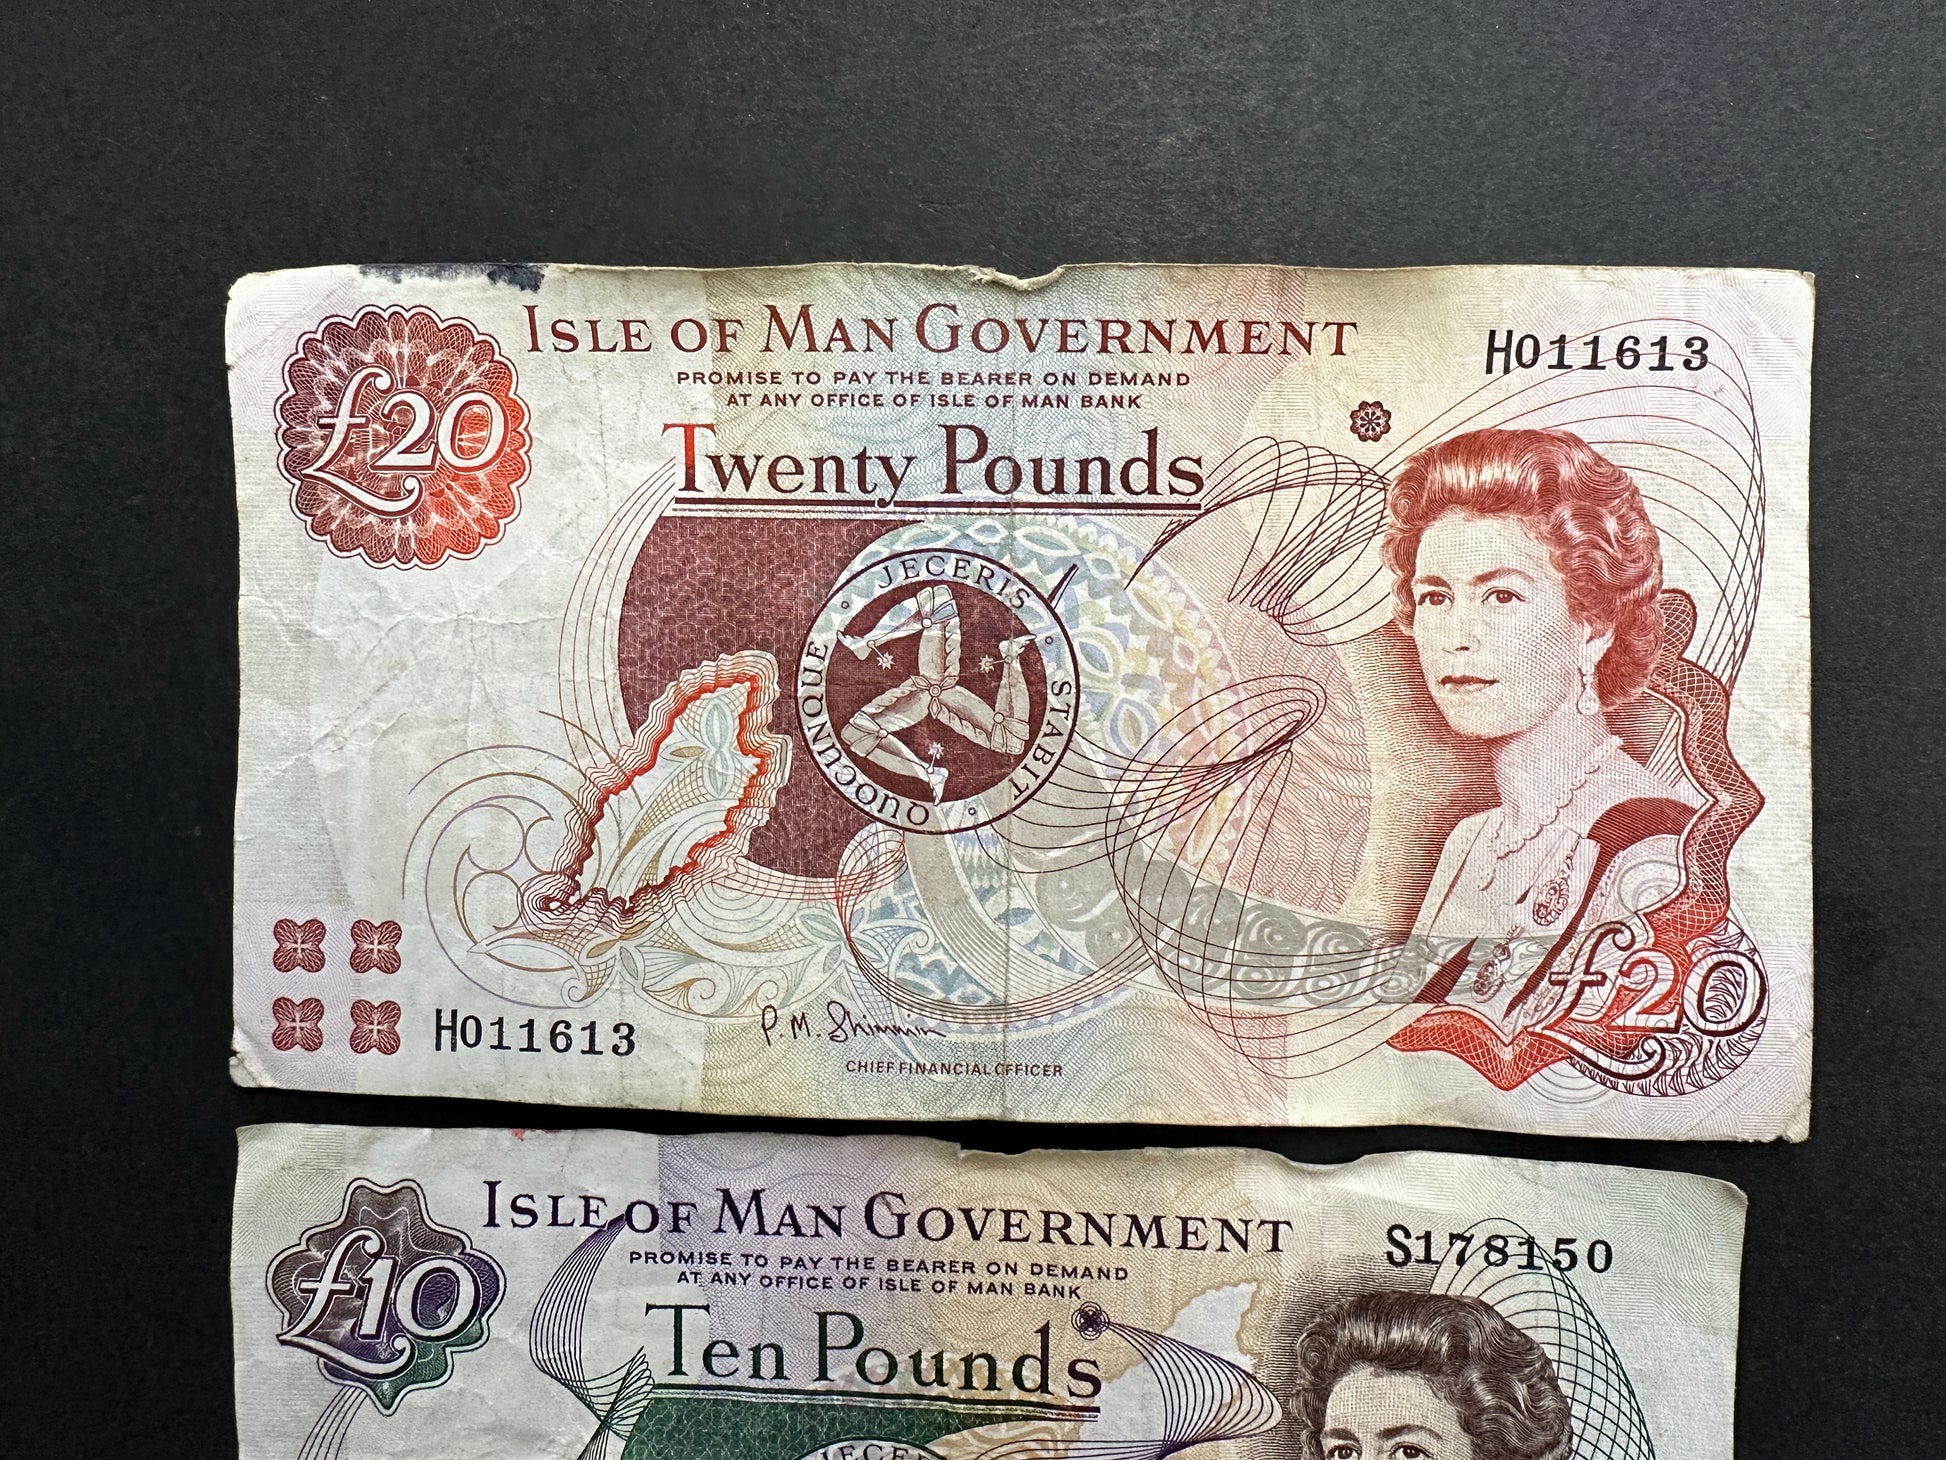 £20
ISLE OF MAN GOVERNMENT
H011613
PROMISE TO PAY THE BEARER ON DEMAND
AT ANY OFFICE OF ISLE OF MAN BANK
Twenty Pounds
QUOCUNQUE · JECERIS ° STABIT °
£20
H011613
P. M. Shimmin
CHIEF FINANCIAL OFFICER
£10
ISLE OF MAN GOVERNMENT
S178150
PROMISE TO PAY THE BEARER ON DEMAND
AT ANY OFFICE OF ISLE OF MAN BANK
Ten Pounds